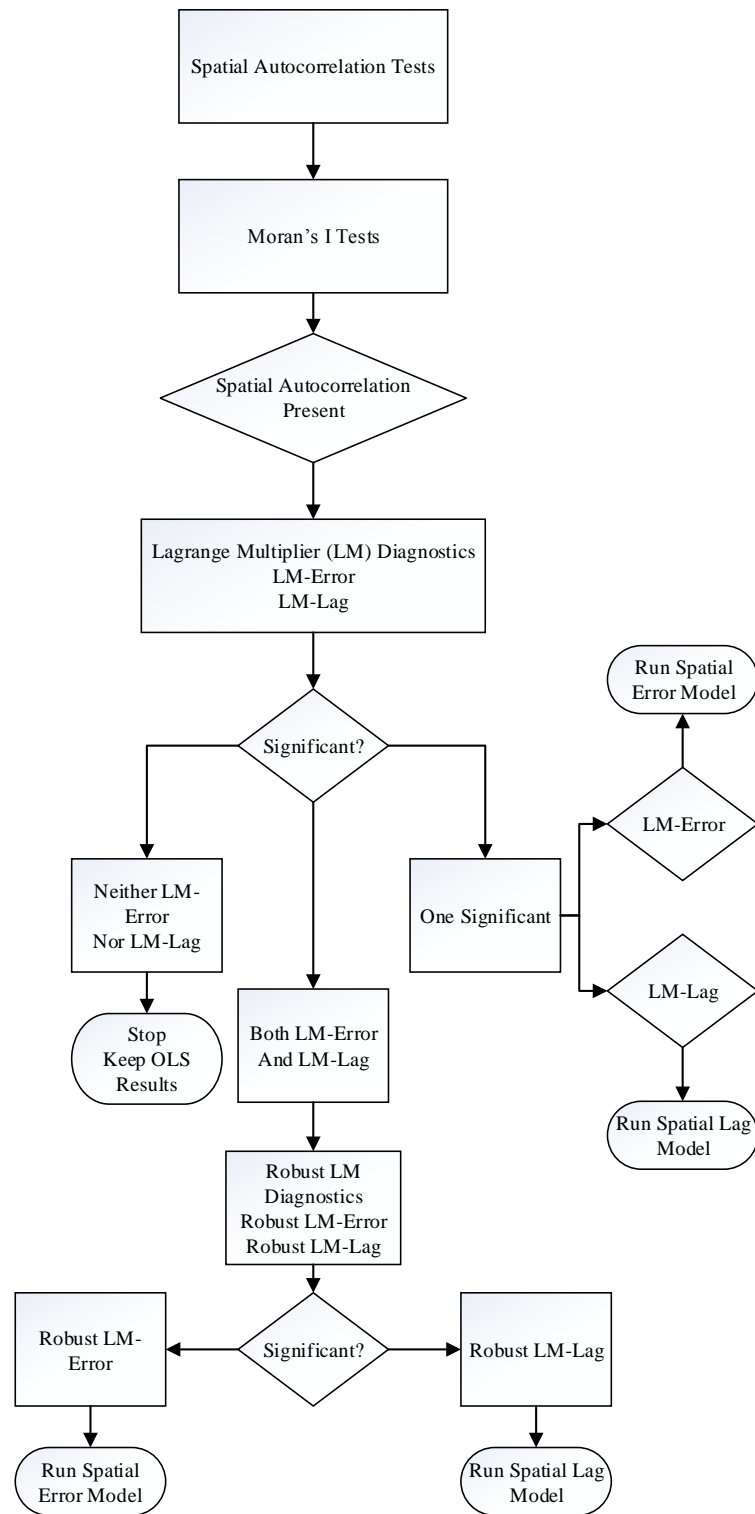 Spatial Autocorrelation Tests
Moran's I Tests
Spatial Autocorrelation
Present
Lagrange Multiplier (LM) Diagnostics
LM-Error
LM-Lag
Significant?
Run Spatial
Error Model
LM-Error
One Significant
LM-Lag
Run Spatial Lag
Model
Neither LM-
Error
Nor LM-Lag
Stop
Keep OLS
Results
Both LM-Error
And LM-Lag
Robust LM
Diagnostics
Robust LM-Error
Robust LM-Lag
Significant?
Robust LM-
Error
Robust LM-Lag
Run Spatial
Error Model
Run Spatial Lag
Model